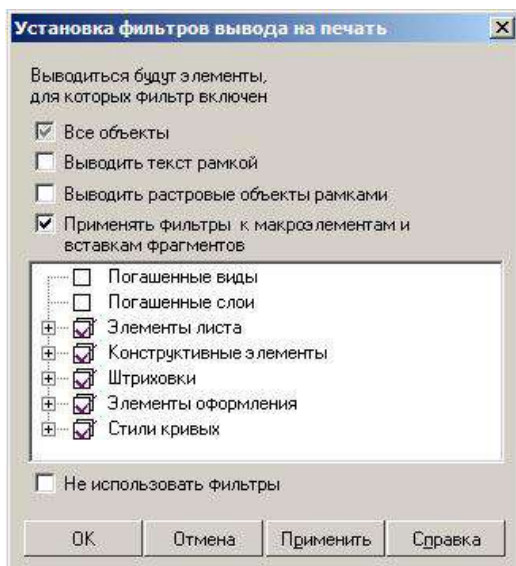 Установка фильтров вывода на печать
Выводиться будут элементы,
для которых фильтр включен
Все объекты
Выводить текст рамкой
Выводить растровые объекты рамками
Применять фильтры к макроэлементам и
вставкам фрагментов
Погашенные виды
Погашенные слои
Элементы листа
Конструктивные элементы
Штриховки
Элементы оформления
Стили кривых
Не использовать фильтры
OK Отмена Применить Справка